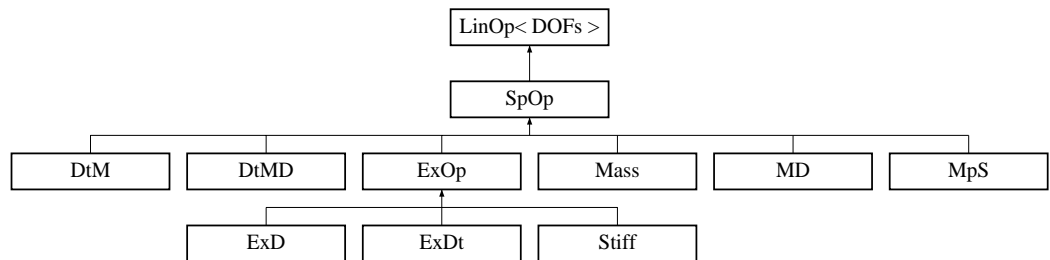 LinOp< DOFs >
SpOp
DtM DtMD ExOp Mass MD MpS
ExD ExDt Stiff